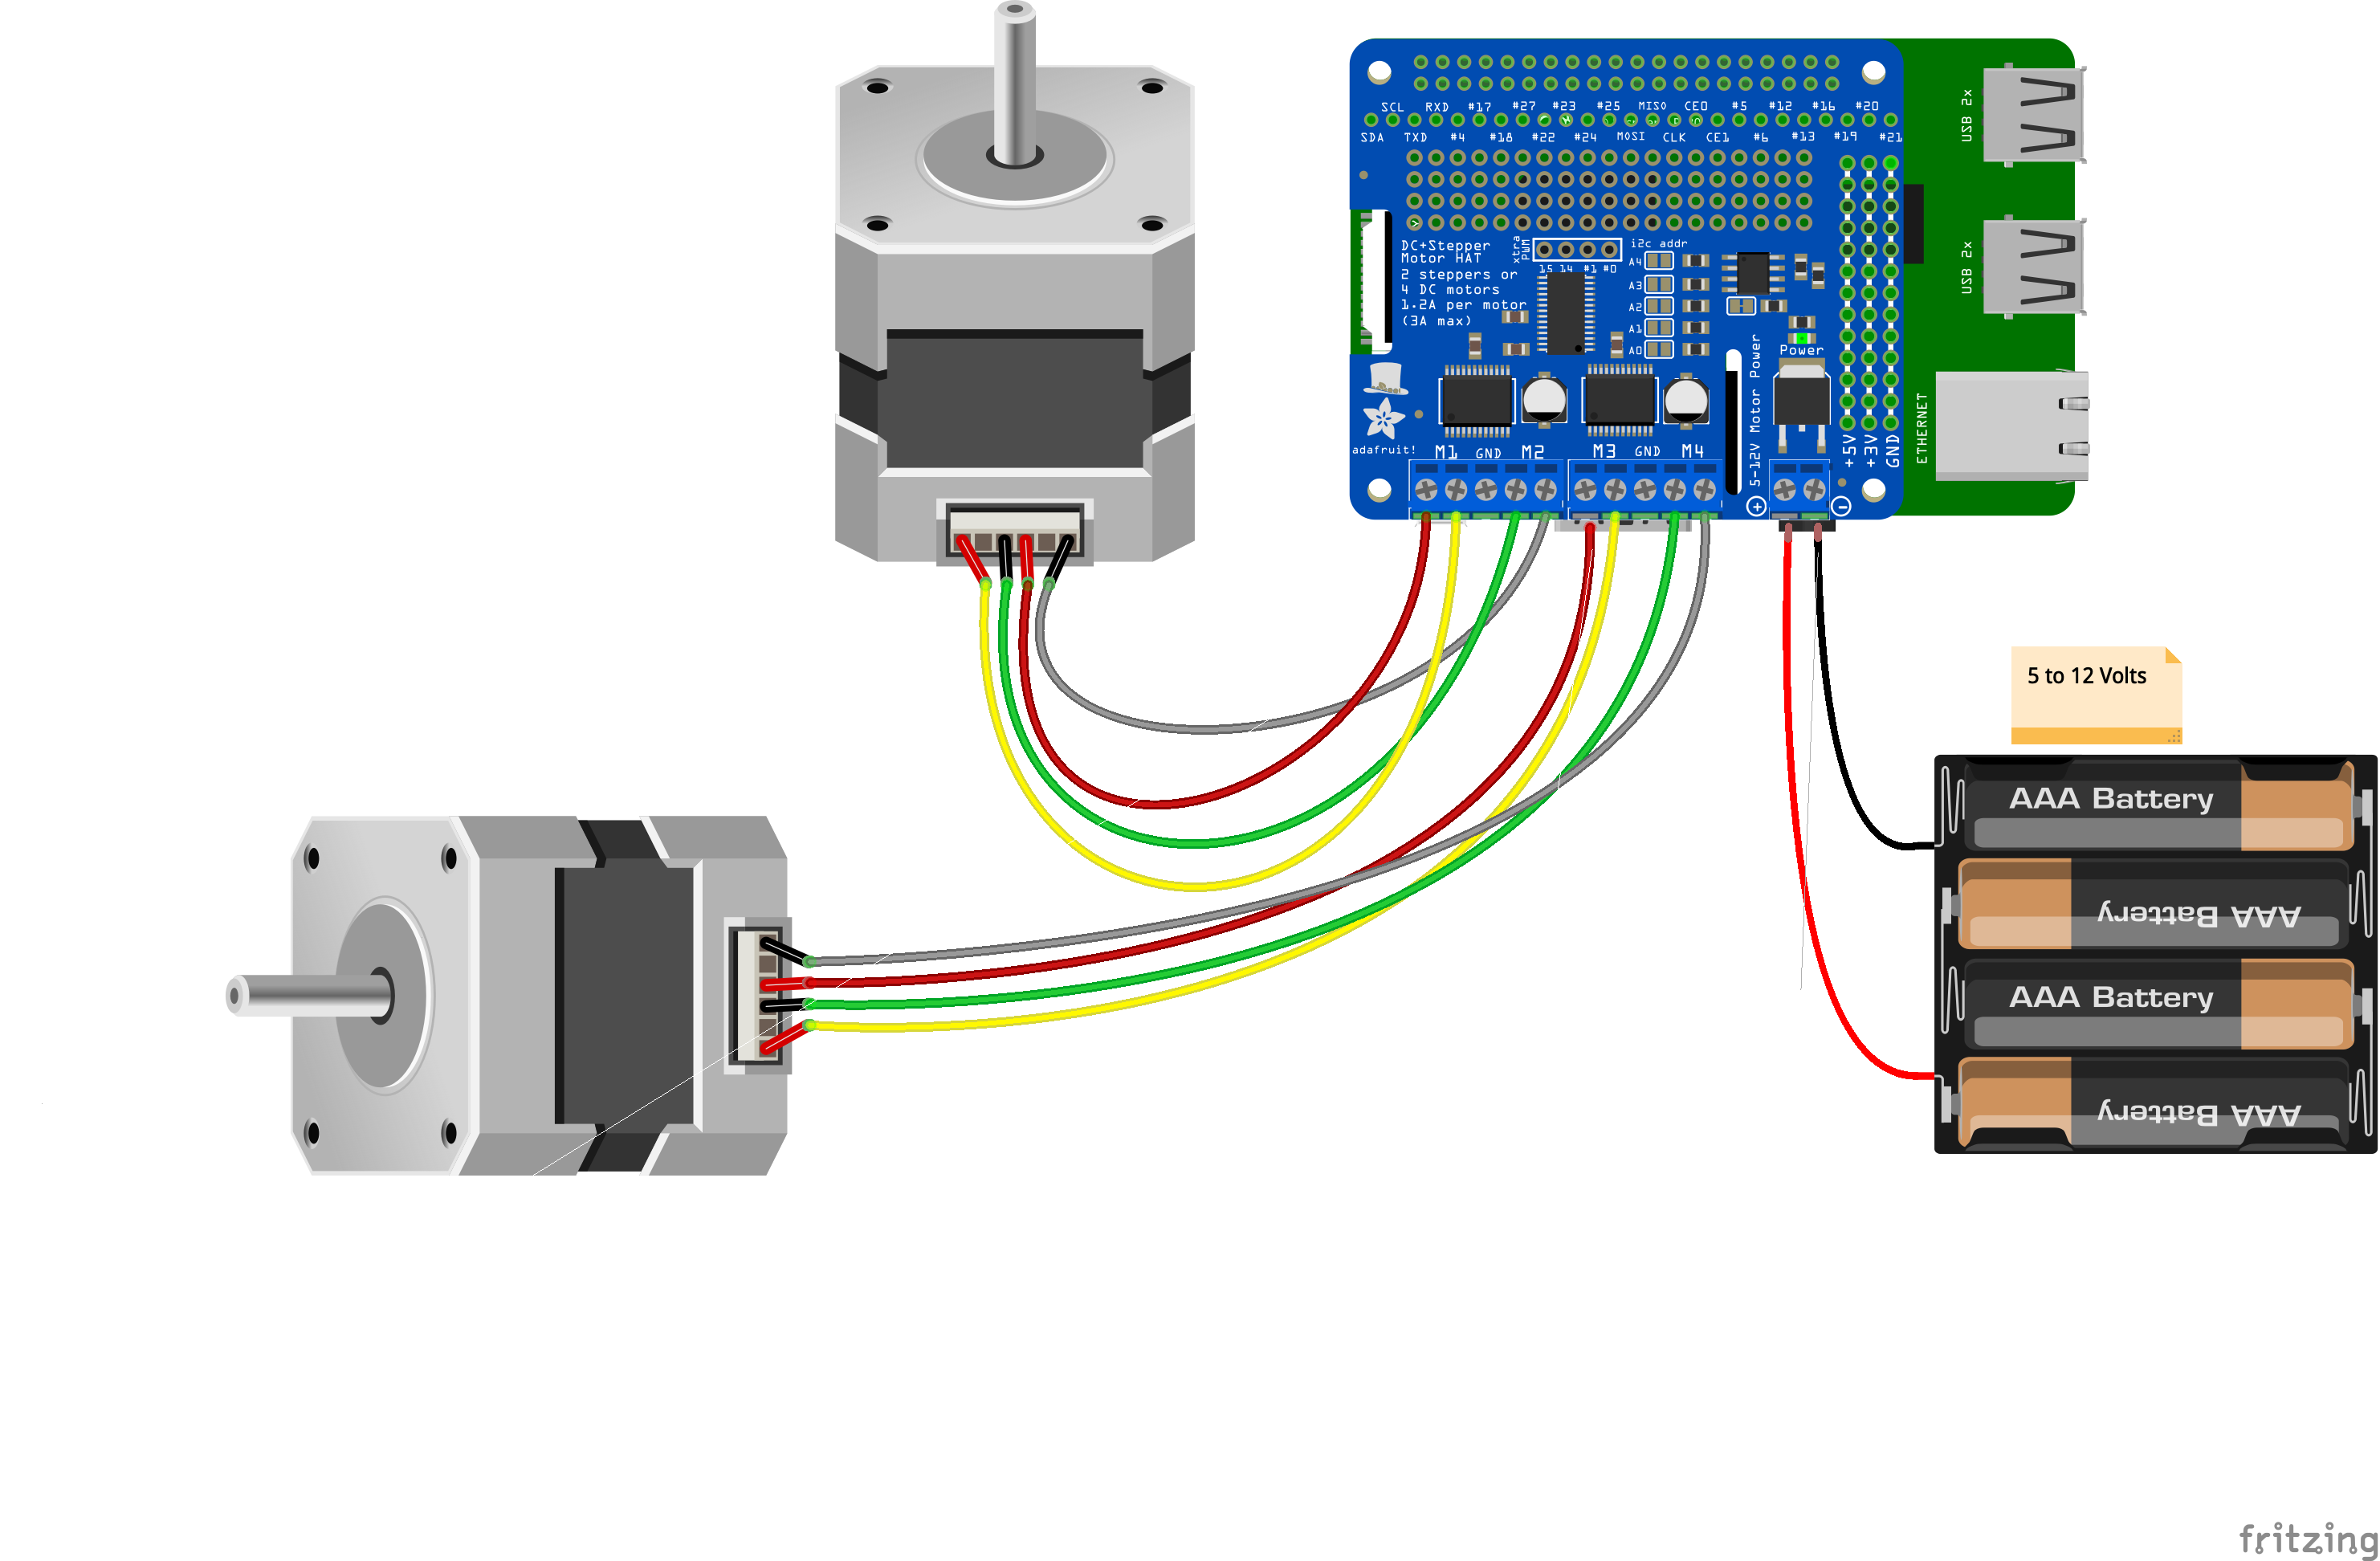 SCL RXD #17 #27 #23 #25 MISO CE0 #5 #12 #16 #20
SDA TXD #4 #18 #22 #24 MOSI CLK CE1 #6 #13 #19 #21
USB 2x
USB 2x
ETHERNET
DC+Stepper
Motor HAT
2 steppers or
4 DC motors
1.2A per motor
(3A max)
xtra
PWM
15 14 #1 #0
i2c addr
A4
A3
A2
A1
A0
Power
5-12V Motor Power
+5V
+3V
GND
adafruit!
M1 GND M2
M3 GND M4
+ -
5 to 12 Volts
AAA Battery
AAA Battery
AAA Battery
AAA Battery
fritzing